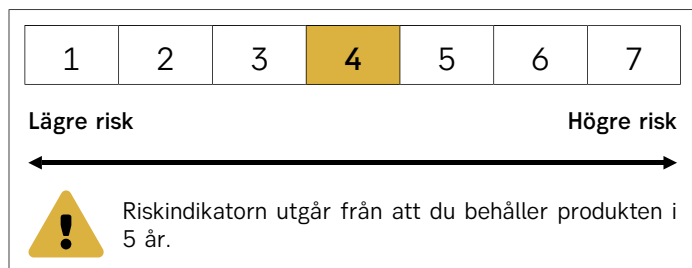 1 2 3 4 5 6 7
Lägre risk Högre risk
Riskindikatorn utgår från att du behåller produkten i
5 år.